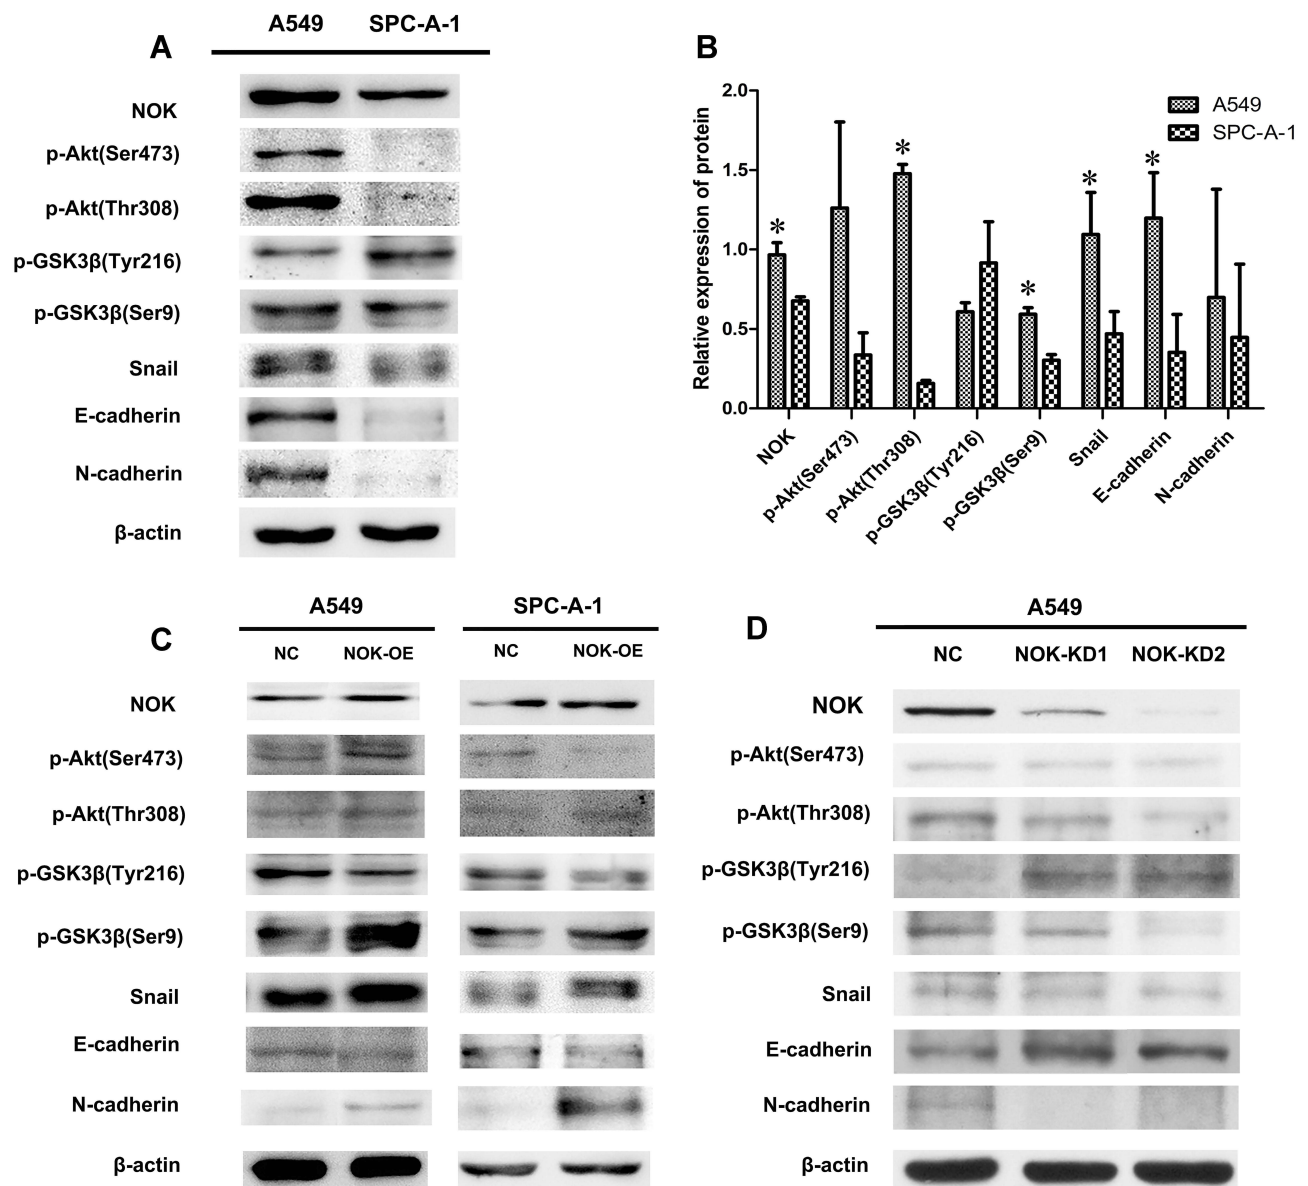 A
A549 SPC-A-1
NOK
p-Akt(Ser473)
p-Akt(Thr308)
p-GSK3β(Tyr216)
p-GSK3β(Ser9)
Snail
E-cadherin
N-cadherin
β-actin
B
Relative expression of protein
2.0
1.5
1.0
0.5
0.0
* * * * *
A549
SPC-A-1
NOK
p-Akt(Ser473)
p-Akt(Thr308)
p-GSK3β(Tyr216)
p-GSK3β(Ser9)
Snail
E-cadherin
N-cadherin
C
A549 SPC-A-1
NC NOK-OE NC NOK-OE
NOK
p-Akt(Ser473)
p-Akt(Thr308)
p-GSK3β(Tyr216)
p-GSK3β(Ser9)
Snail
E-cadherin
N-cadherin
β-actin
D
A549
NC NOK-KD1 NOK-KD2
NOK
p-Akt(Ser473)
p-Akt(Thr308)
p-GSK3β(Tyr216)
p-GSK3β(Ser9)
Snail
E-cadherin
N-cadherin
β-actin